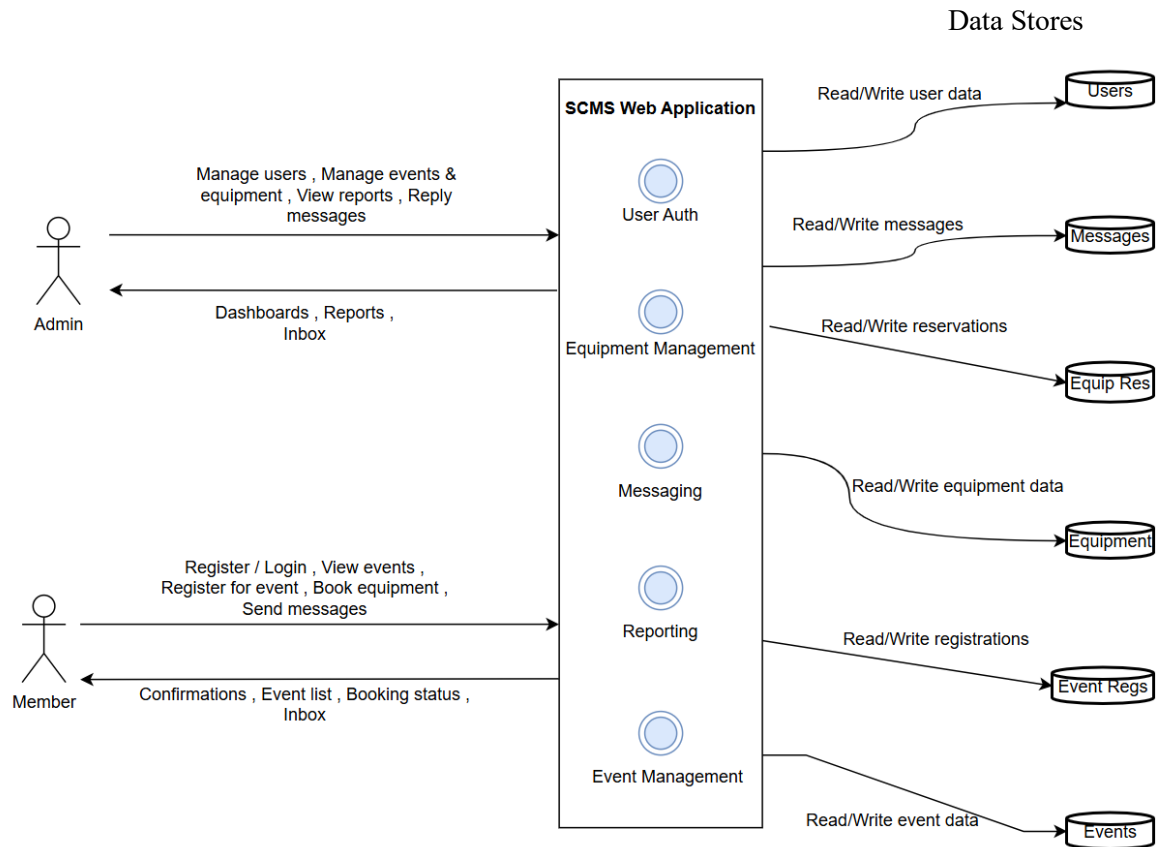 Data Stores
SCMS Web Application
Read/Write user data
Users
Manage users , Manage events &
equipment , View reports , Reply
messages
User Auth
Read/Write messages
Messages
Admin
Dashboards , Reports ,
Inbox
Equipment Management
Read/Write reservations
Equip Res
Messaging
Read/Write equipment data
Equipment
Register / Login , View events ,
Register for event , Book equipment ,
Send messages
Reporting
Read/Write registrations
Event Regs
Member
Confirmations , Event list , Booking status ,
Inbox
Event Management
Read/Write event data
Events